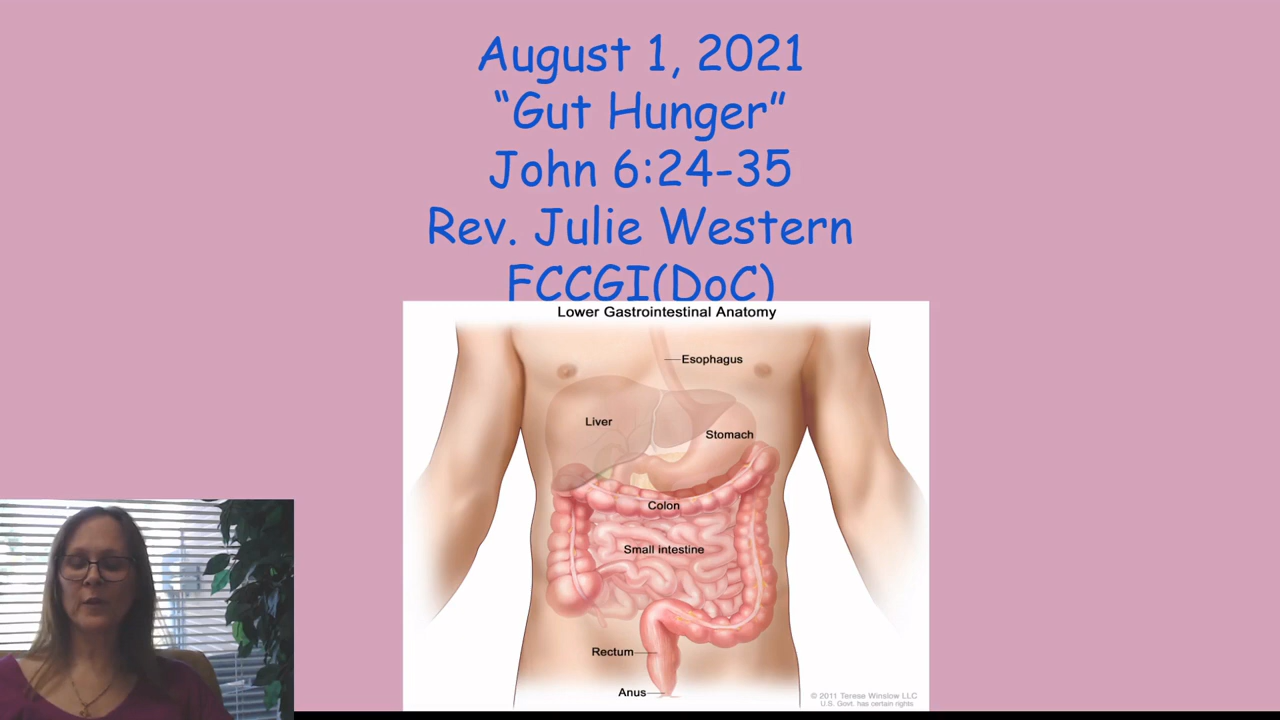 August 1, 2021
“Gut Hunger”
John 6:24-35
Rev. Julie Western
FCCGI(DoC)
Lower Gastrointestinal Anatomy
Esophagus
Liver
Stomach
Colon
Small intestine
Rectum
Anus
© 2011 Terese Winslow LLC
U.S. Govt. has certain rights